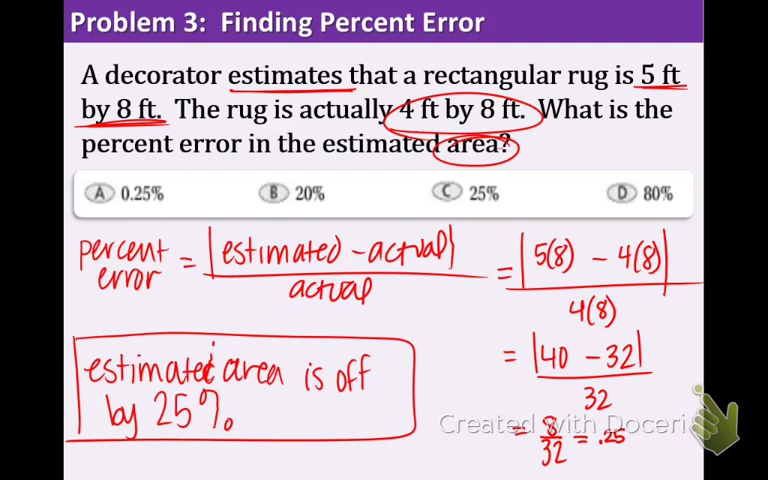 Problem 3: Finding Percent Error
A decorator estimates that a rectangular rug is 5 ft
by 8 ft. The rug is actually 4 ft by 8 ft. What is the
percent error in the estimated area?
A 0.25% B 20% C 25% D 80%
percent error = |estimated - actual| / actual
= |5(8) - 4(8)| / 4(8)
= |40 - 32| / 32
= 8/32 = .25
estimated area is off
by 25%.
Created with Doceri